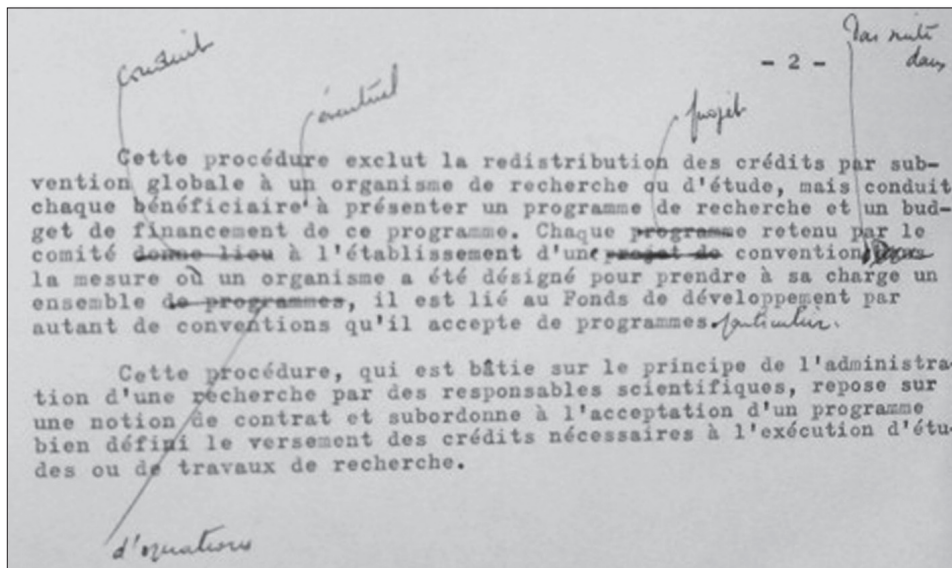 Par suite
dans
conduit
- 2 -
éventuel
projet
Cette procédure exclut la redistribution des crédits par sub-
vention globale à un organisme de recherche ou d'étude, mais conduit
chaque bénéficiaire à présenter un programme de recherche et un bud-
get de financement de ce programme. Chaque programme retenu par le
comité donne lieu à l'établissement d'une projet de convention
la mesure où un organisme a été désigné pour prendre à sa charge un
ensemble de programmes, il est lié au Fonds de développement par
autant de conventions qu'il accepte de programmes particulier.
Cette procédure, qui est bâtie sur le principe de l'administra-
tion d'une recherche par des responsables scientifiques, repose sur
une notion de contrat et subordonne à l'acceptation d'un programme
bien défini le versement des crédits nécessaires à l'exécution d'étu-
des ou de travaux de recherche.